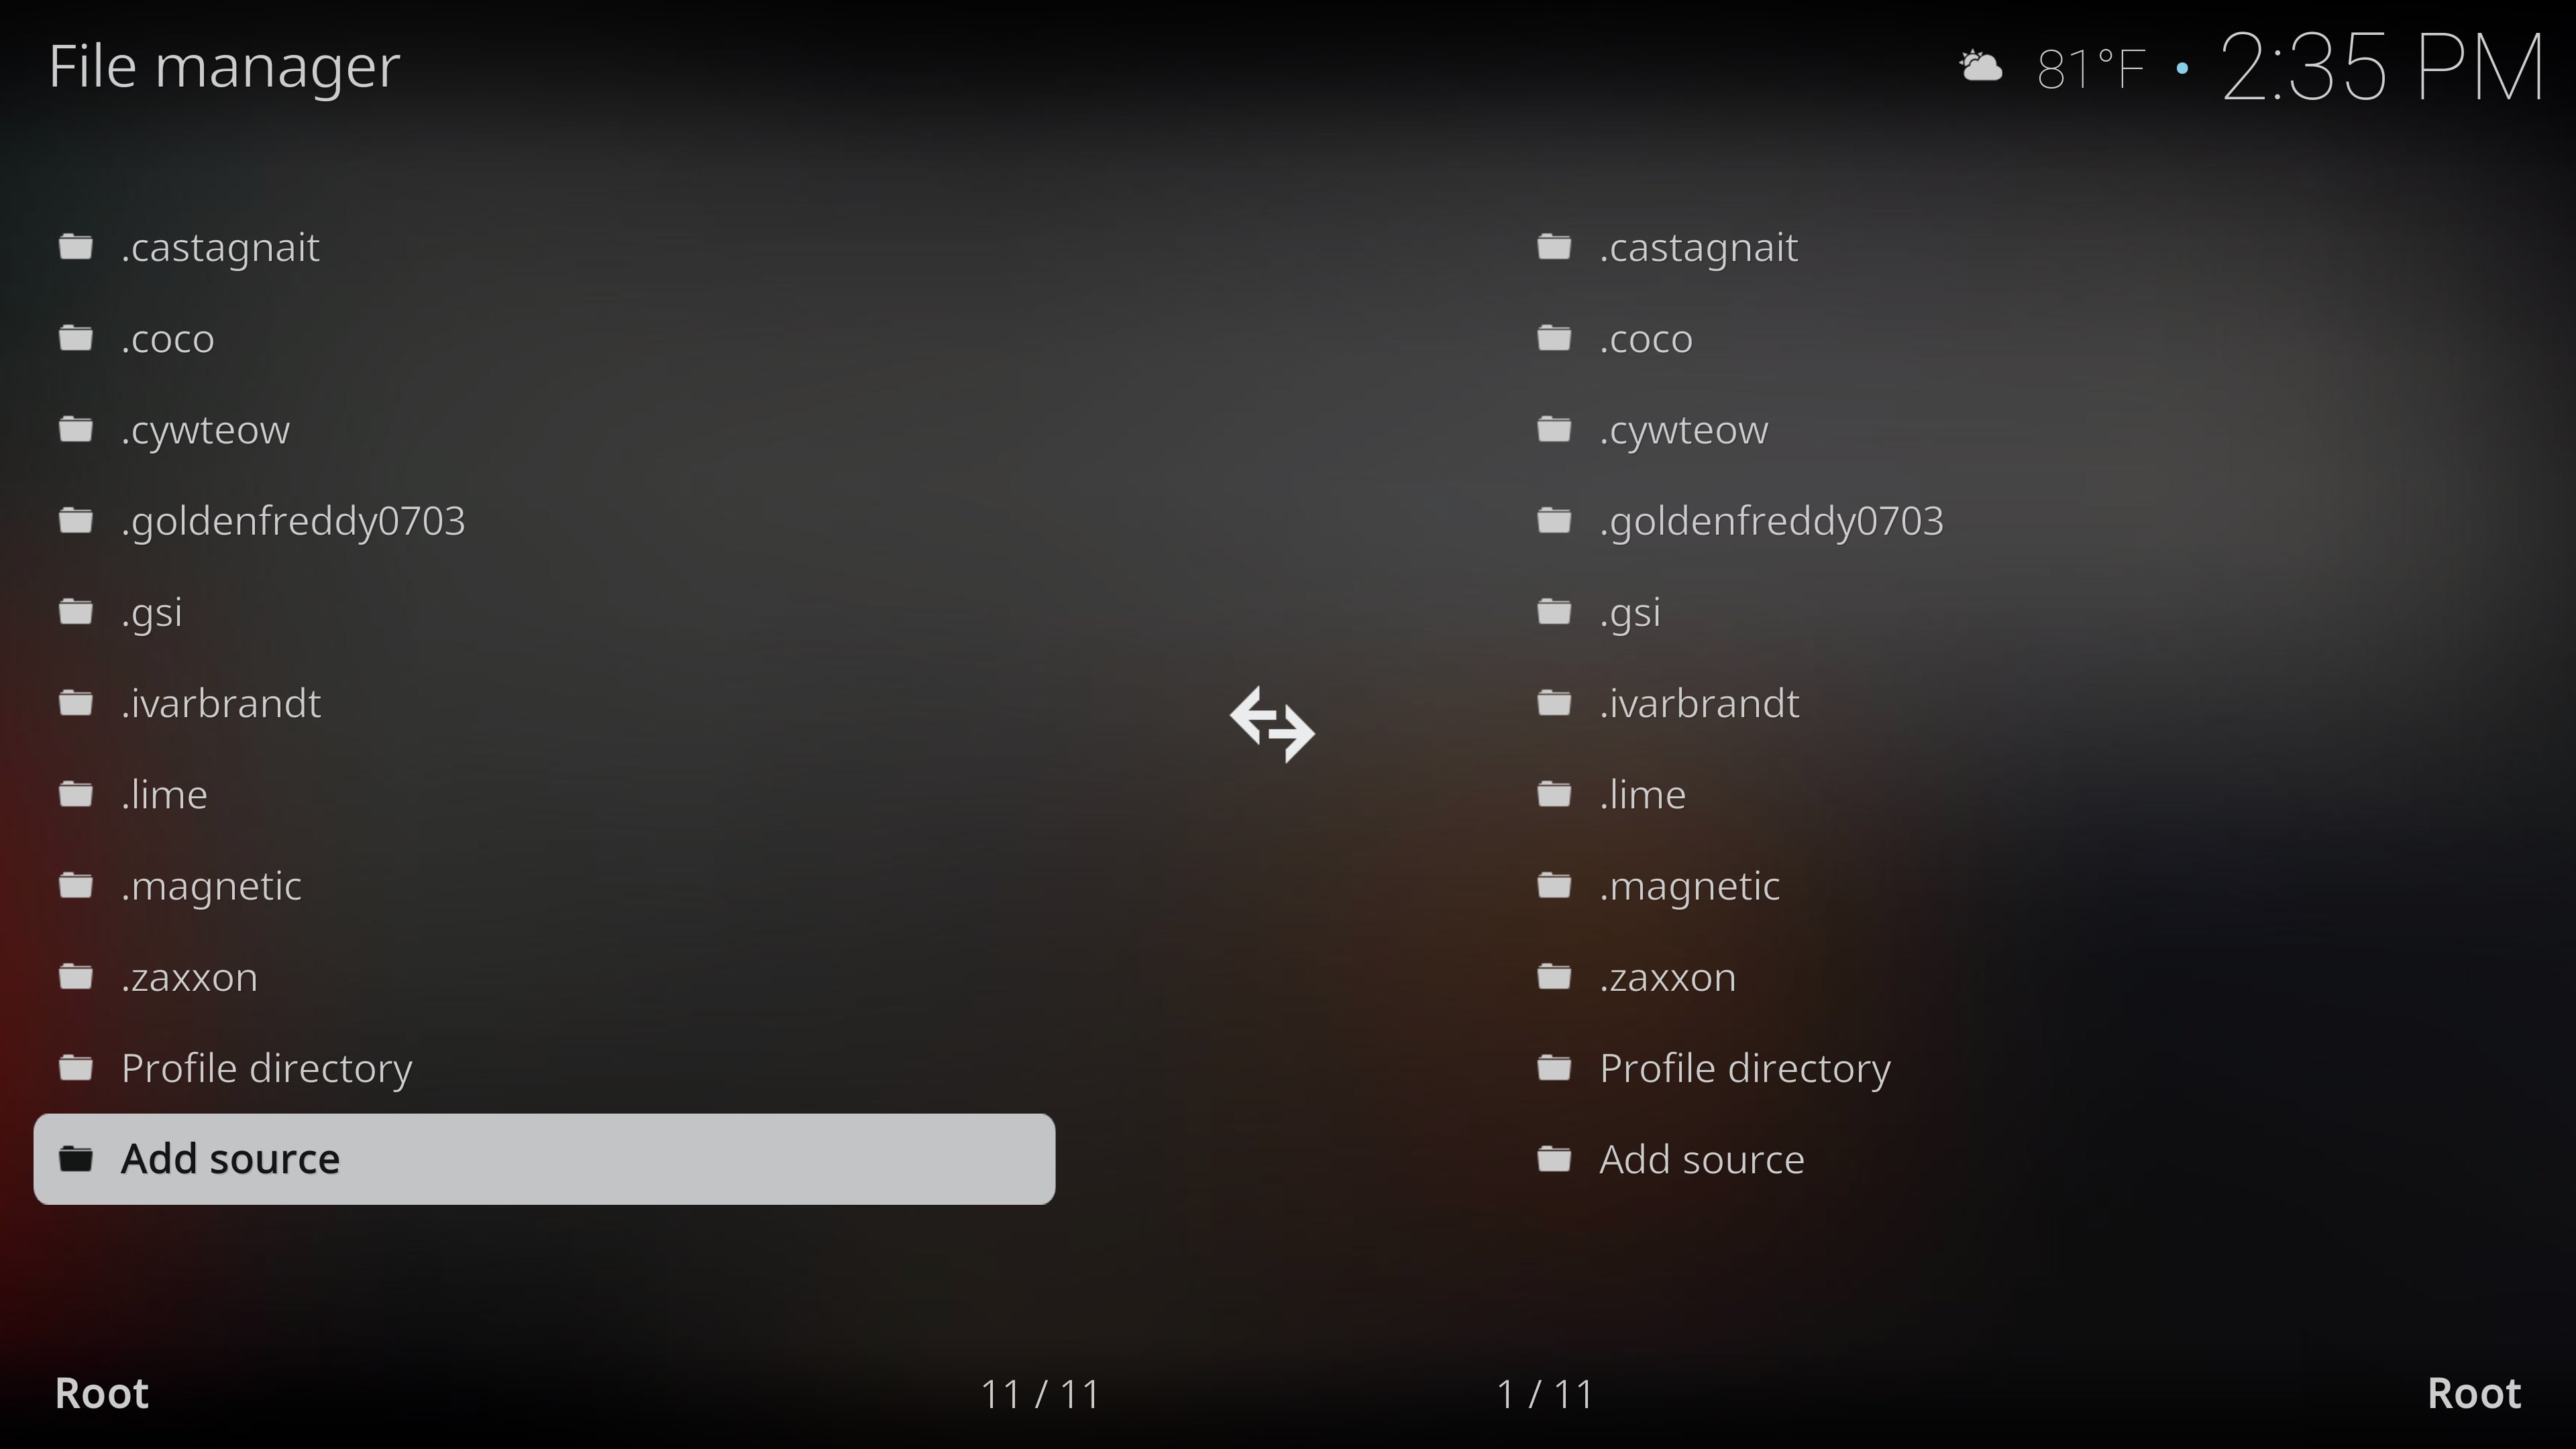 File manager
81°F • 2:35 PM
.castagnait
.coco
.cywteow
.goldenfreddy0703
.gsi
.ivarbrandt
.lime
.magnetic
.zaxxon
Profile directory
Add source
.castagnait
.coco
.cywteow
.goldenfreddy0703
.gsi
.ivarbrandt
.lime
.magnetic
.zaxxon
Profile directory
Add source
Root
11 / 11
1 / 11
Root